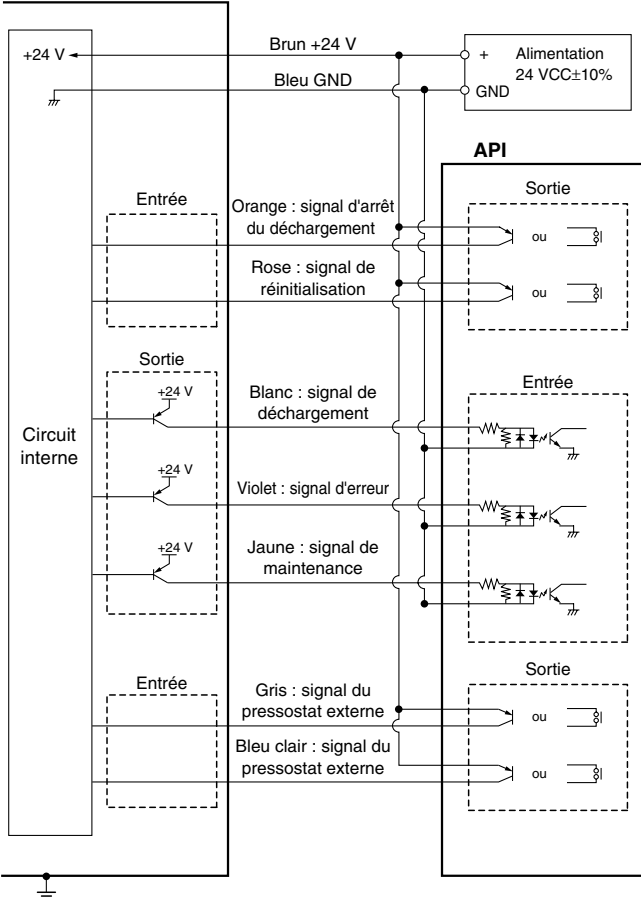 +24 V
Brun +24 V
+
Alimentation
24 VCC±10%
Bleu GND
GND
API
Entrée
Sortie
Orange : signal d'arrêt
du déchargement
ou
Rose : signal de
réinitialisation
ou
Sortie
Entrée
+24 V
Blanc : signal de
déchargement
Circuit
interne
+24 V
Violet : signal d'erreur
+24 V
Jaune : signal de
maintenance
Entrée
Sortie
Gris : signal du
pressostat externe
ou
Bleu clair : signal du
pressostat externe
ou